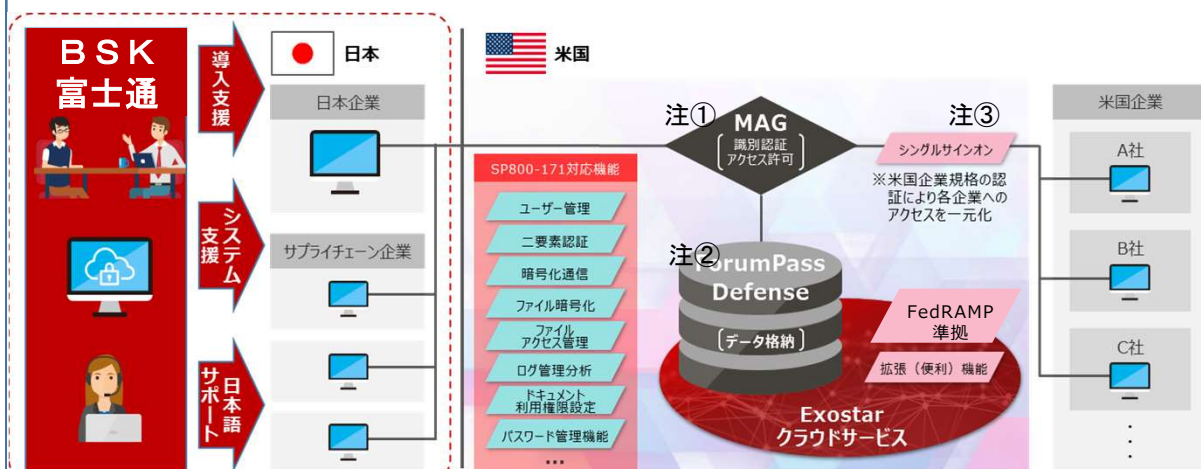 BSK
富士通
導入支援
システム
支援
日本語
サポート
日本
日本企業
サプライチェーン企業
米国
SP800-171対応機能
ユーザー管理
二要素認証
暗号化通信
ファイル暗号化
ファイル
アクセス管理
ログ管理分析
ドキュメント
利用権限設定
パスワード管理機能
...
注①
MAG
識別認証
アクセス許可
注②
ForumPass
Defense
[データ格納]
注③
シングルサインオン
※米国企業規格の認
証により各企業への
アクセスを一元化
FedRAMP
準拠
拡張（便利）機能
Exostar
クラウドサービス
米国企業
A社
B社
C社
・
・
・